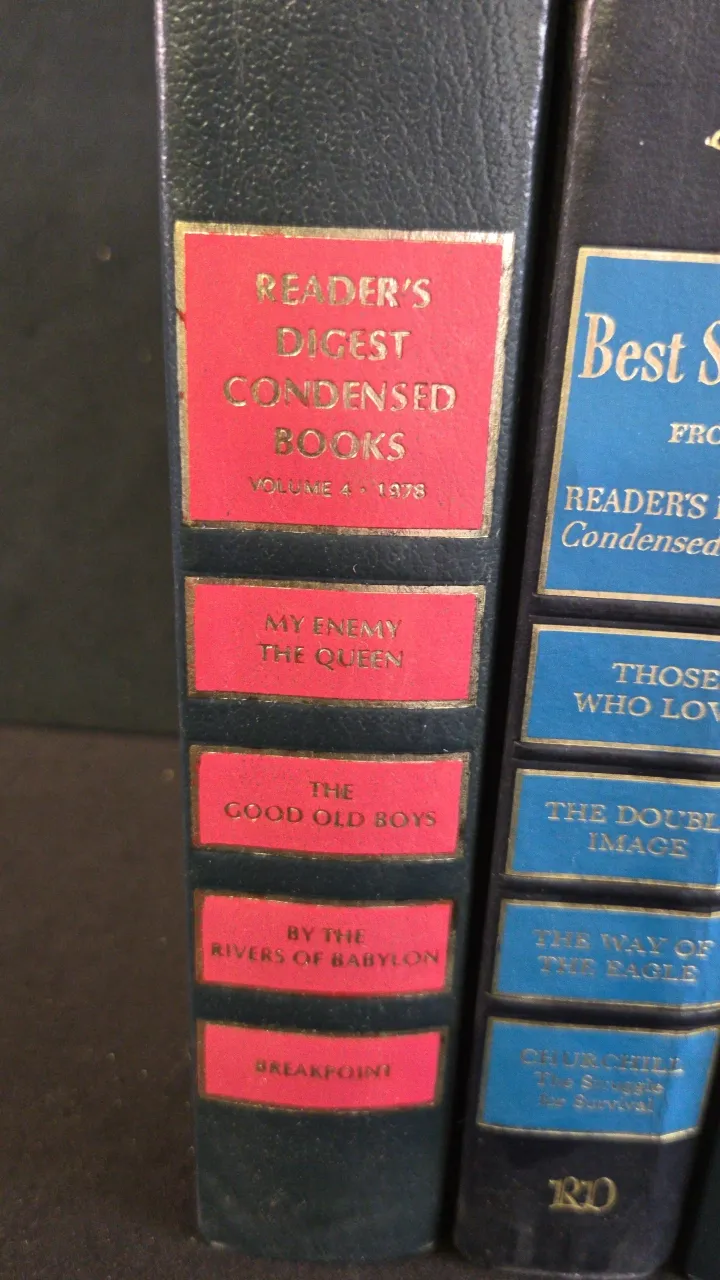 READER'S
DIGEST
CONDENSED
BOOKS
VOLUME 4 • 1978
MY ENEMY
THE QUEEN
THE
GOOD OLD BOYS
BY THE
RIVERS OF BABYLON
BREAKPOINT
Best S
FRO
READER'S
Condensed
THOSE
WHO LOV
THE DOUBL
IMAGE
THE WAY OF
THE EAGLE
CHURCHILL
The Struggle
for Survival
RD